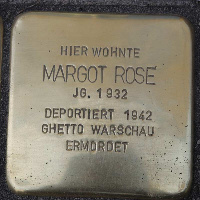 HIER WOHNTE
MARGOT ROSE
JG. 1932
DEPORTIERT 1942
GHETTO WARSCHAU
ERMORDET